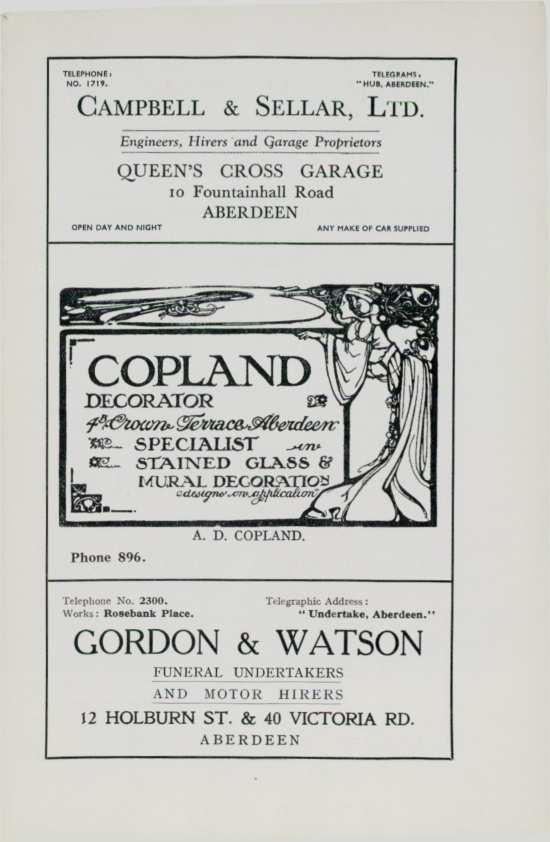 TELEPHONE: TELEGRAMS:
NO. 1719. "HUB, ABERDEEN."
CAMPBELL & SELLAR, LTD.
Engineers, Hirers and Garage Proprietors
QUEEN'S CROSS GARAGE
10 Fountainhall Road
ABERDEEN
OPEN DAY AND NIGHT ANY MAKE OF CAR SUPPLIED
COPLAND
DECORATOR
Crown Terrace Aberdeen
SPECIALIST in
STAINED GLASS &
MURAL DECORATION
designs on application
A. D. COPLAND.
Phone 896.
Telephone No. 2300. Telegraphic Address:
Works: Rosebank Place. "Undertake, Aberdeen."
GORDON & WATSON
FUNERAL UNDERTAKERS
AND MOTOR HIRERS
12 HOLBURN ST. & 40 VICTORIA RD.
ABERDEEN